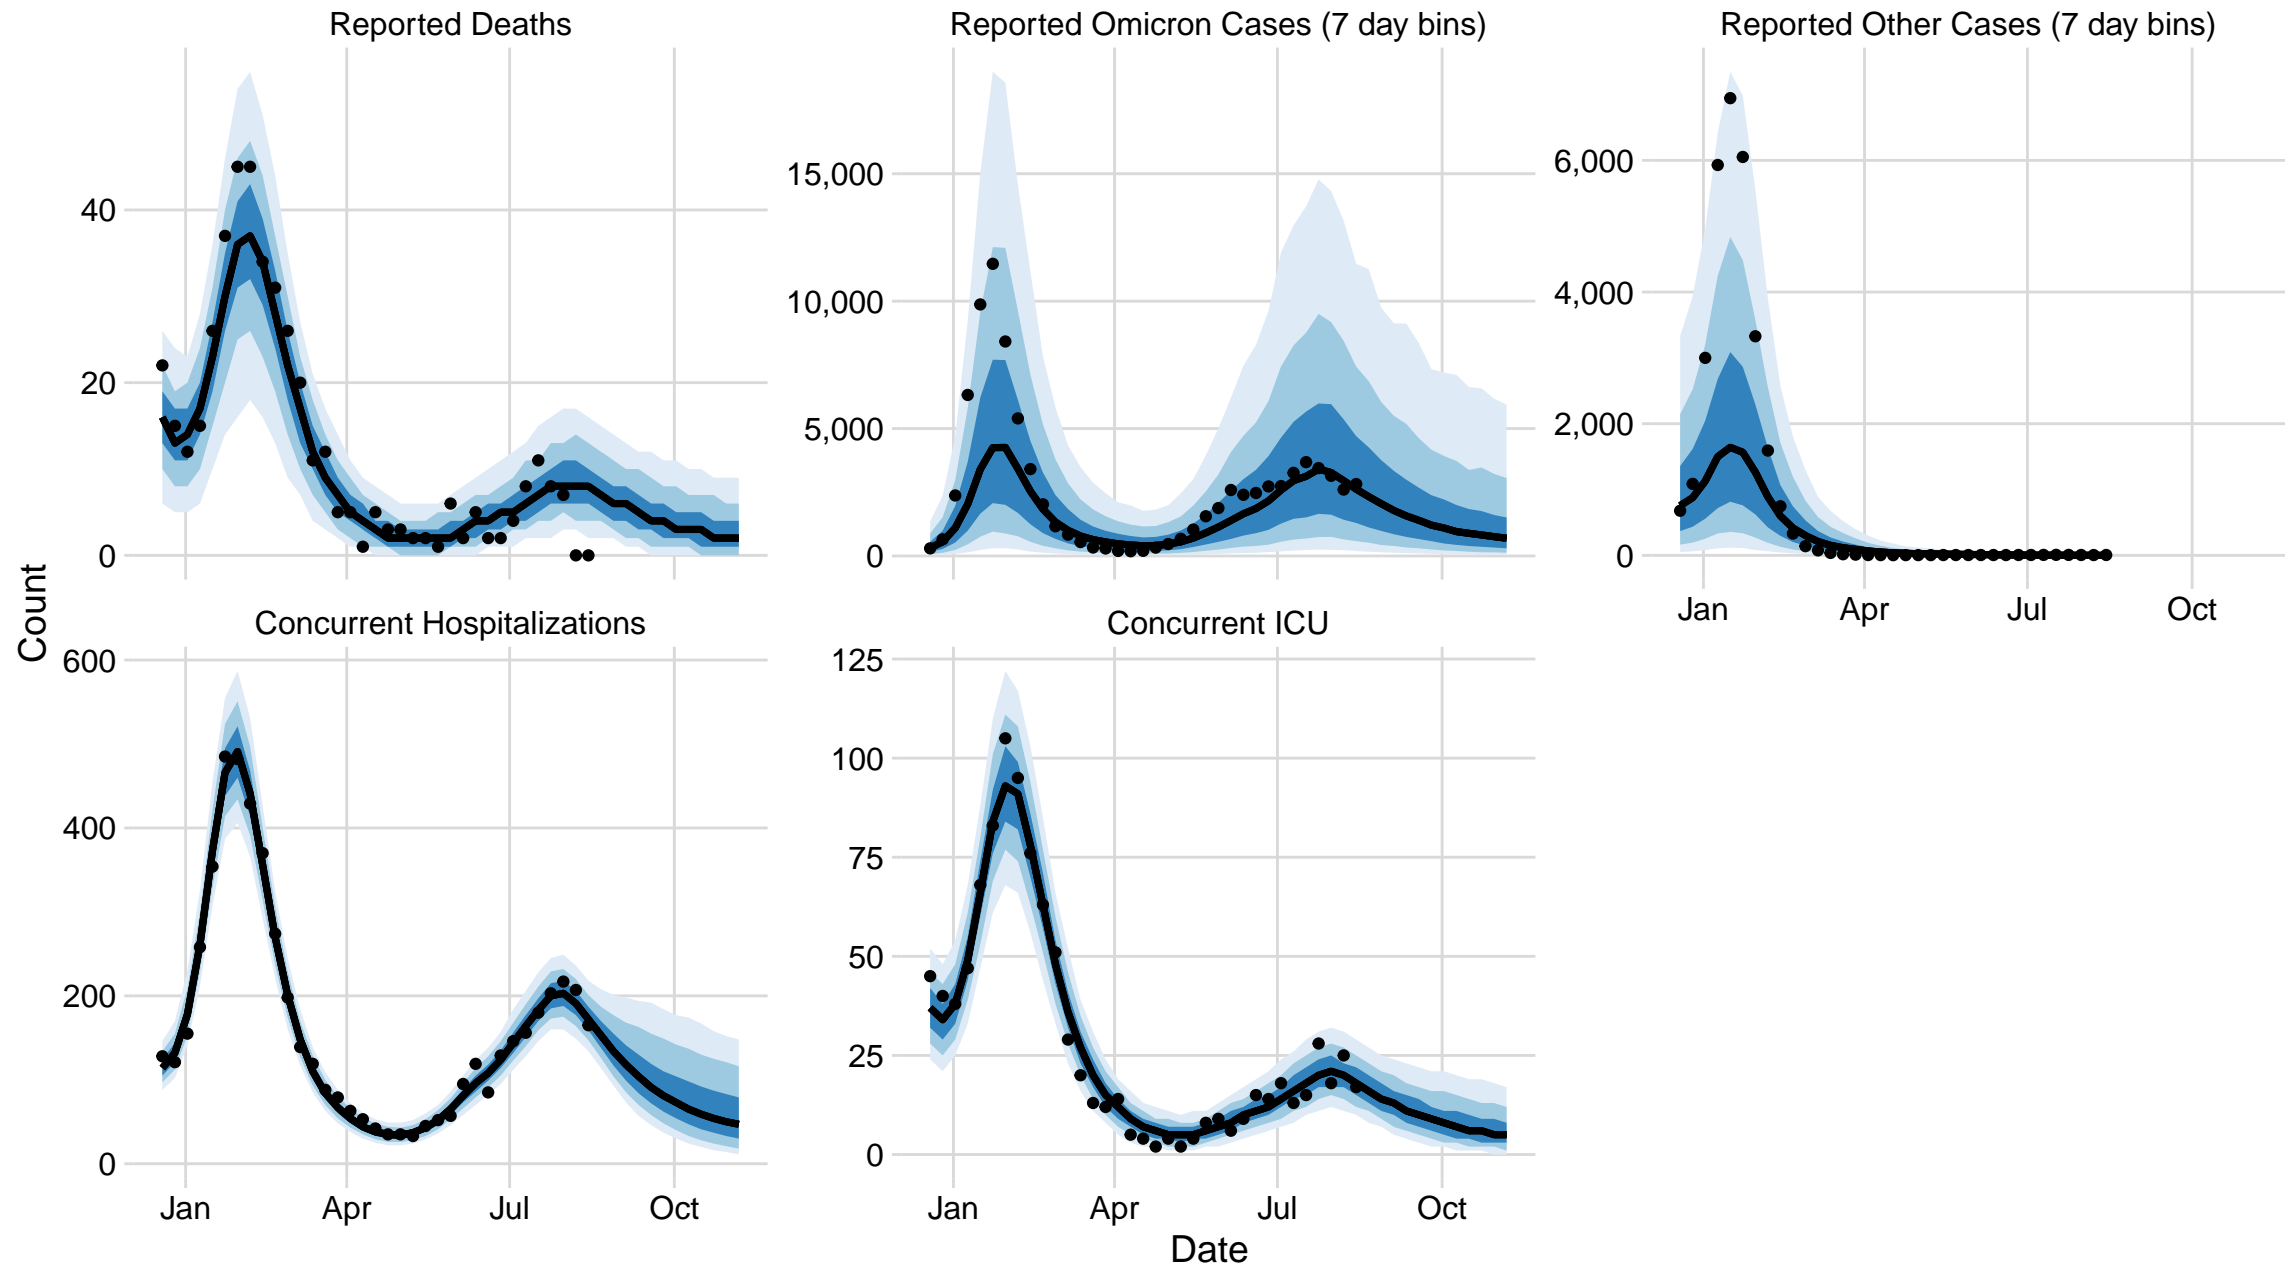 Reported Deaths
Reported Omicron Cases (7 day bins)
Reported Other Cases (7 day bins)
40
20
0
15,000
10,000
5,000
0
6,000
4,000
2,000
0
Jan Apr Jul Oct
Count
Concurrent Hospitalizations
Concurrent ICU
600
400
200
0
125
100
75
50
25
0
Jan Apr Jul Oct
Jan Apr Jul Oct
Date